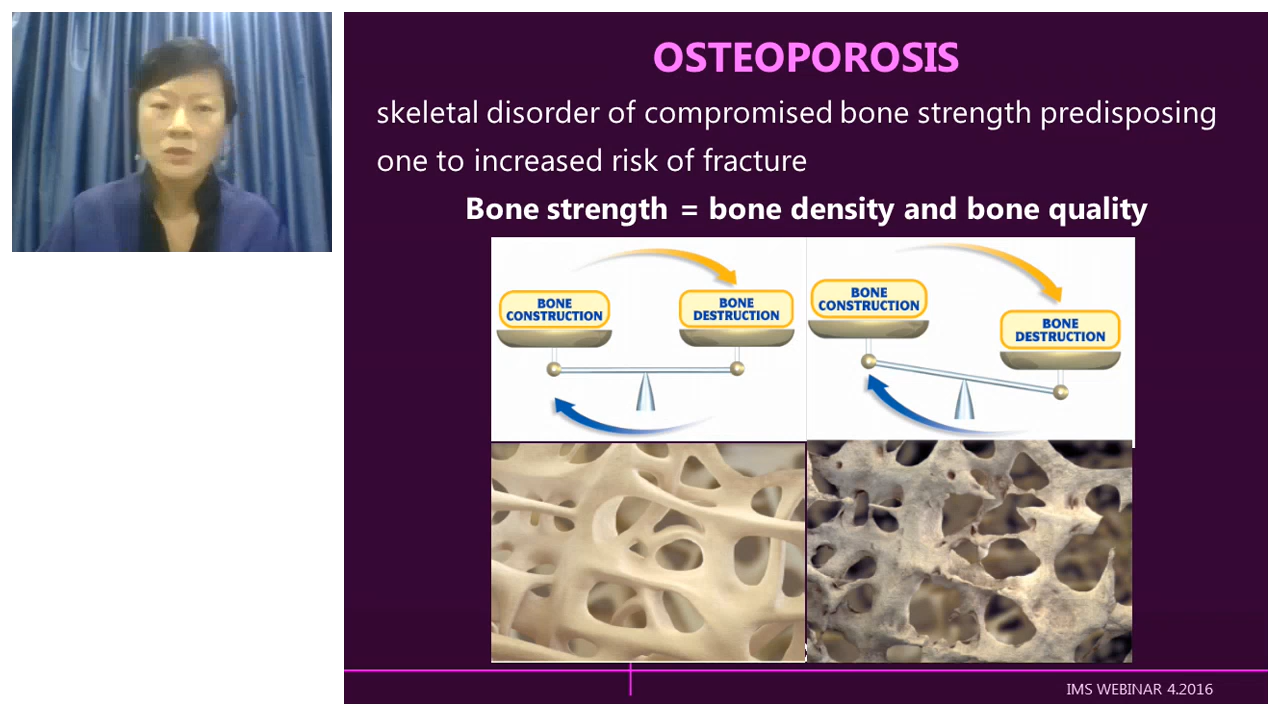 OSTEOPOROSIS
skeletal disorder of compromised bone strength predisposing
one to increased risk of fracture
Bone strength = bone density and bone quality
BONE
CONSTRUCTION
BONE
DESTRUCTION
BONE
CONSTRUCTION
BONE
DESTRUCTION
IMS WEBINAR 4.2016